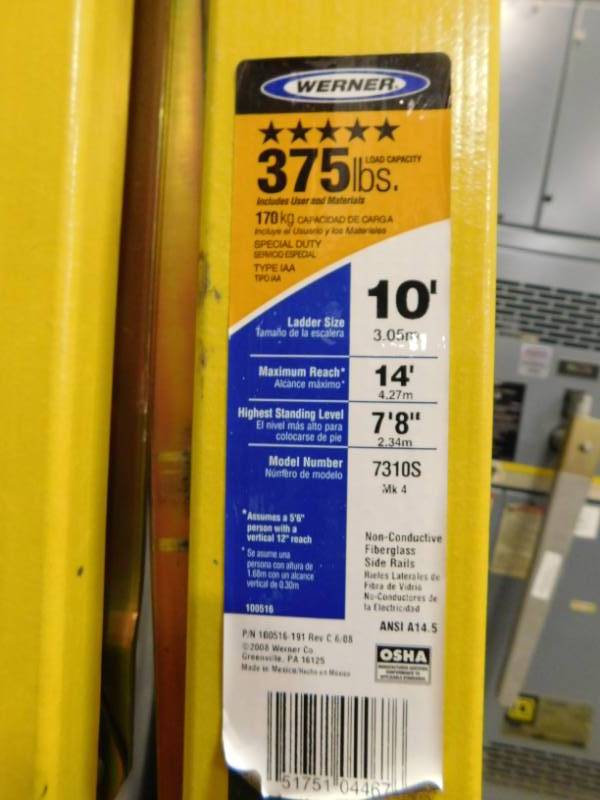 WERNER
375 lbs. LOAD CAPACITY
Includes User and Materials
170 kg CAPACIDAD DE CARGA
Incluye el Usuario y los Materiales
SPECIAL DUTY
SERVICIO ESPECIAL
TYPE IAA
TIPO IAA
Ladder Size
Tamaño de la escalera
10'
3.05m
Maximum Reach*
Alcance máximo*
14'
4.27m
Highest Standing Level
El nivel más alto para
colocarse de pie
7'8"
2.34m
Model Number
Número de modelo
7310S
Mk 4
*Assumes a 5'6"
person with a
vertical 12" reach
* Se asume una
persona con altura de
1.68m con un alcance
vertical de 0.30m
100516
Non-Conductive
Fiberglass
Side Rails
Rieles Laterales de
Fibra de Vidrio
No-Conductores de
la Electricidad
ANSI A14.5
P/N 100516-191 Rev C 6/08
©2008 Werner Co.
Greenville, PA 16125
Made in Mexico/Hecho en Mexico
OSHA
51751 04467